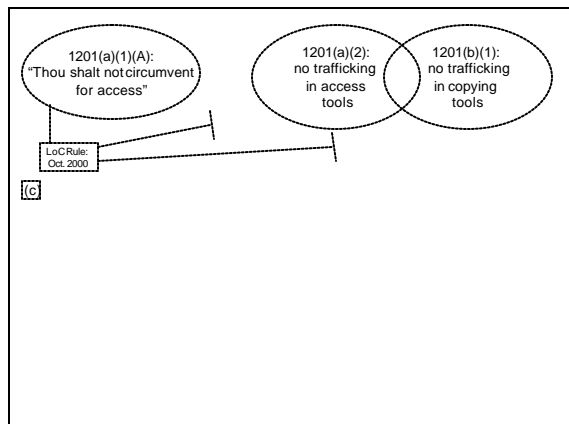 1201(a)(1)(A):
“Thou shalt not circumvent
for access”
1201(a)(2):
no trafficking
in access
tools
1201(b)(1):
no trafficking
in copying
tools
LoC Rule:
Oct. 2000
(c)